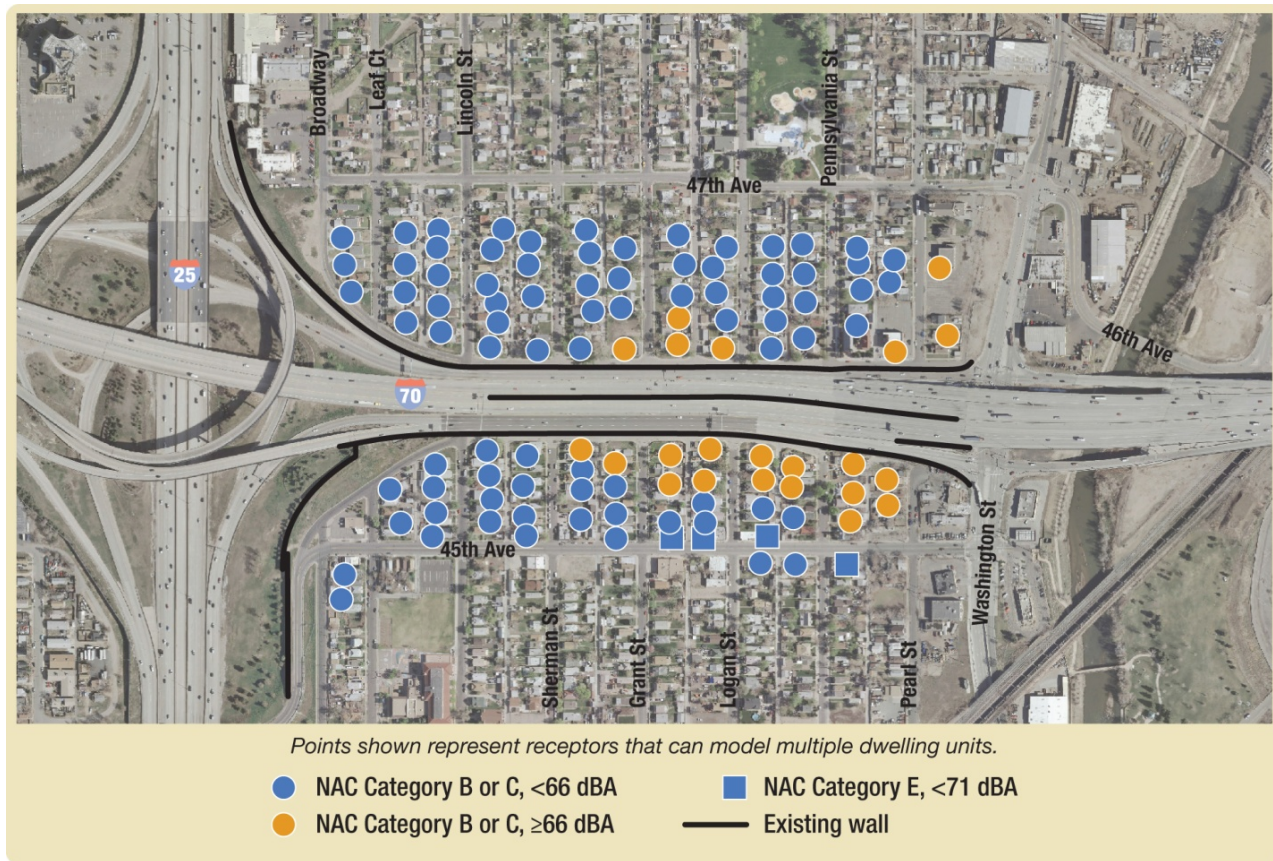 Broadway
Leaf Ct
Lincoln St
Pennsylvania St
47th Ave
25
46th Ave
70
45th Ave
Washington St
Sherman St
Grant St
Logan St
Pearl St
Points shown represent receptors that can model multiple dwelling units.
NAC Category B or C, <66 dBA
NAC Category E, <71 dBA
NAC Category B or C, ≥66 dBA
Existing wall